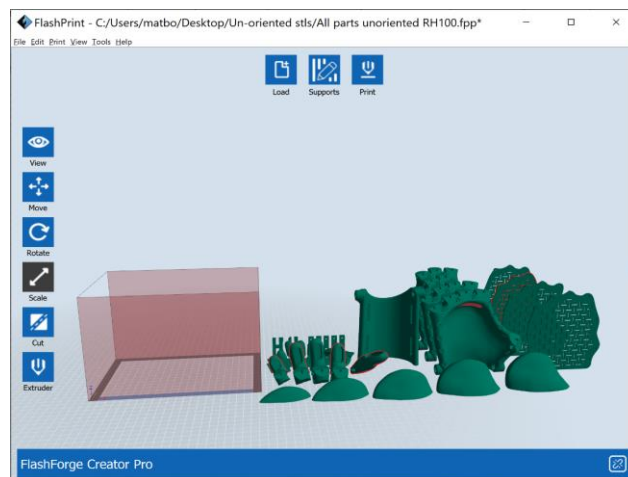 FlashPrint - C:/Users/matbo/Desktop/Un-oriented stls/All parts unoriented RH100.fpp*
File Edit Print View Tools Help
Load Supports Print
View
Move
Rotate
Scale
Cut
Extruder
FlashForge Creator Pro